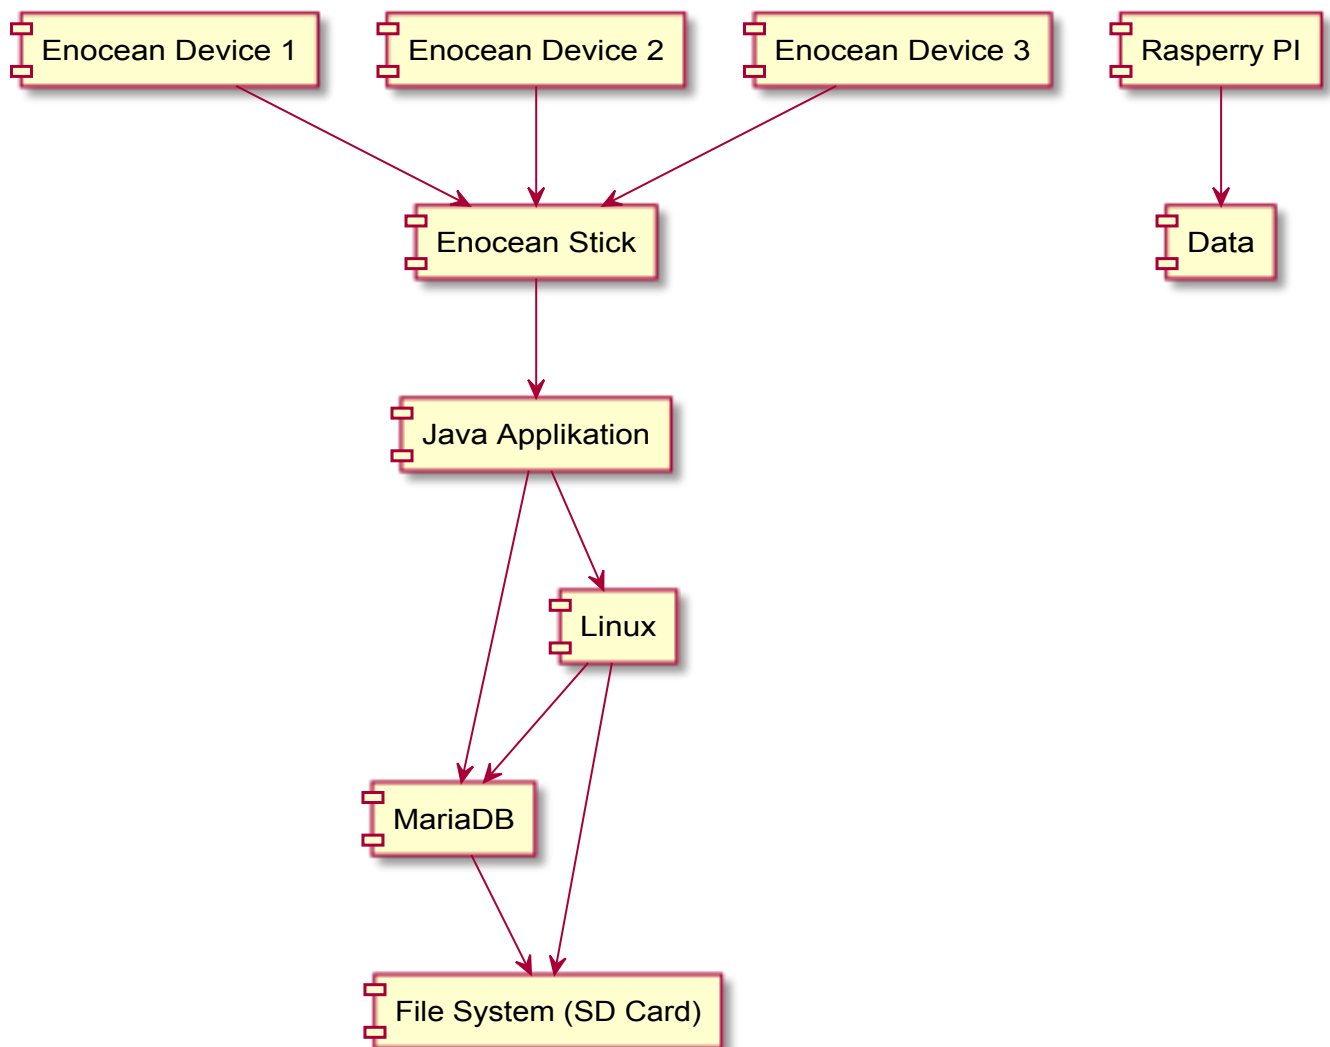 Enocean Device 1
Enocean Device 2
Enocean Device 3
Rasperry PI
Enocean Stick
Data
Java Applikation
Linux
MariaDB
File System (SD Card)